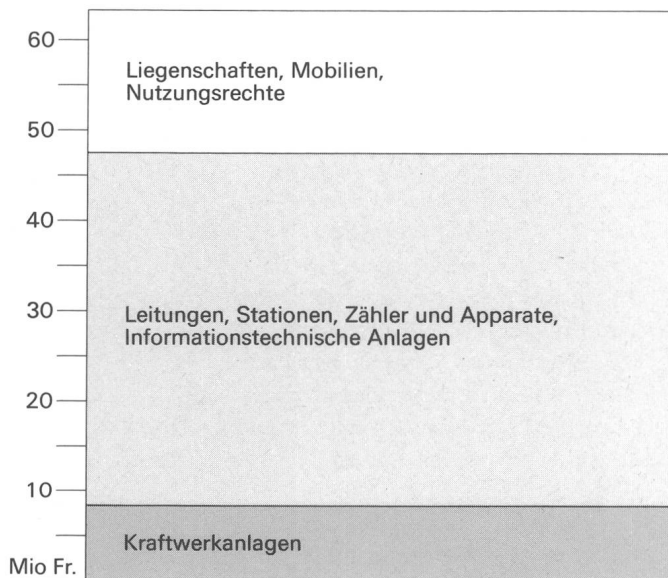 60
Liegenschaften, Mobilien,
Nutzungsrechte
50
40
30
Leitungen, Stationen, Zähler und Apparate,
Informationstechnische Anlagen
20
10
Kraftwerkanlagen
Mio Fr.